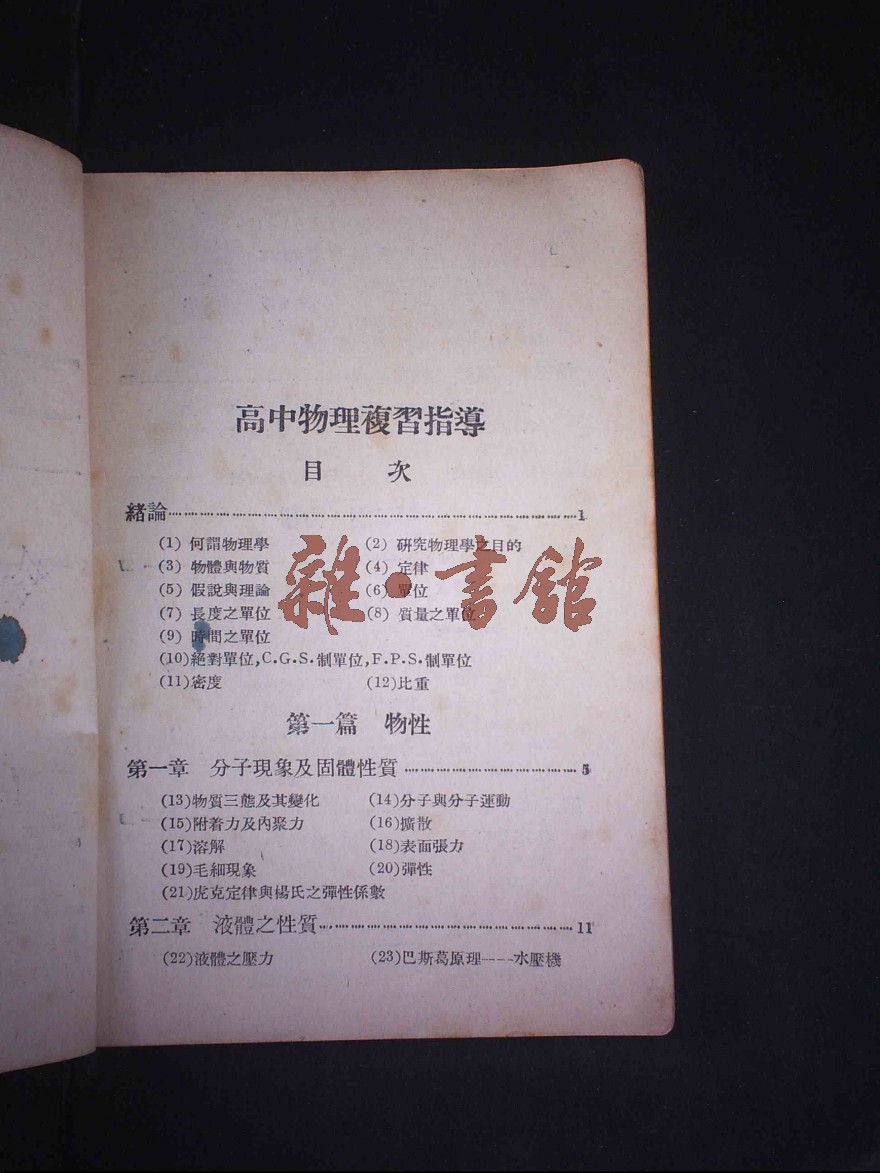 高中物理複習指導
目 次
緒論……………………………………………1
(1) 何謂物理學 (2) 研究物理學之目的
(3) 物體與物質 (4) 定律
(5) 假說與理論 (6) 單位
(7) 長度之單位 (8) 質量之單位
(9) 時間之單位
(10)絕對單位,C.G.S.制單位,F.P.S.制單位
(11)密度 (12)比重
第一篇 物性
第一章 分子現象及固體性質……………………5
(13)物質三態及其變化 (14)分子與分子運動
(15)附着力及內聚力 (16)擴散
(17)溶解 (18)表面張力
(19)毛細現象 (20)彈性
(21)虎克定律與楊氏之彈性係數
第二章 液體之性質……………………………11
(22)液體之壓力 (23)巴斯葛原理----水壓機
雜·書館